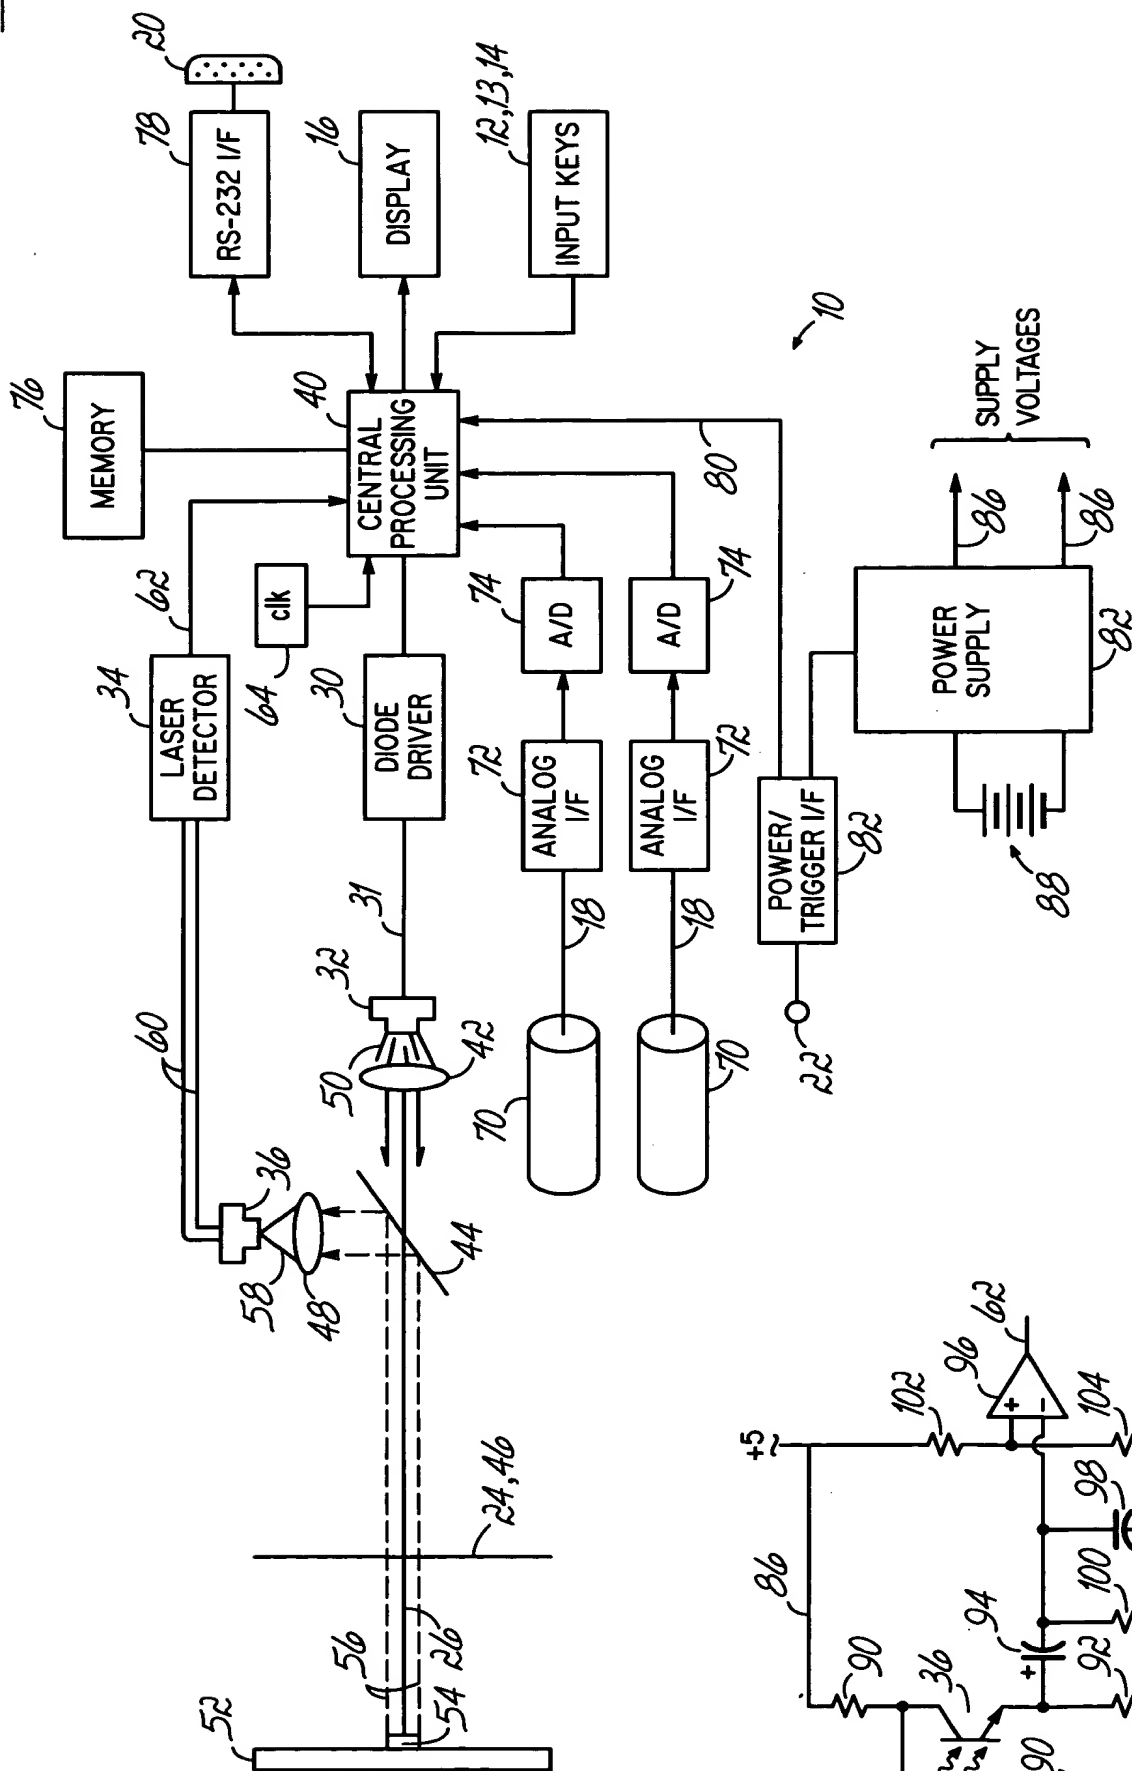 20
78
RS-232 I/F
16
DISPLAY
12,13,14
INPUT KEYS
76
MEMORY
40
CENTRAL
PROCESSING
UNIT
80
10
SUPPLY
VOLTAGES
86
86
62
clk
64
74
A/D
74
A/D
POWER
SUPPLY
82
34
LASER
DETECTOR
30
DIODE
DRIVER
72
ANALOG
I/F
72
ANALOG
I/F
POWER/
TRIGGER I/F
82
88
31
18
18
60
32
50
42
70
70
22
36
58
48
44
24,46
56
26
54
52
62
96
+
−
102
104
+5
~
98
86
100
94
+
90
36
92
90